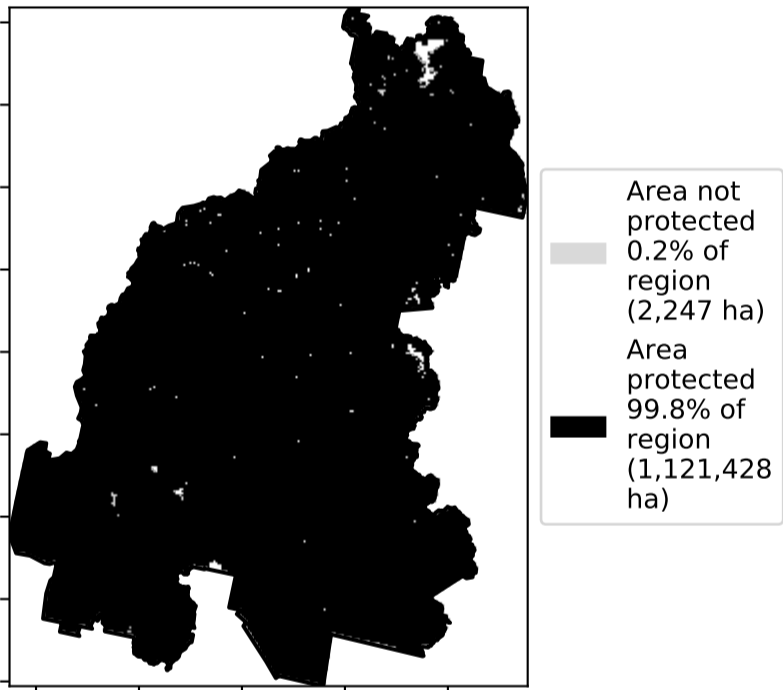 Area not
protected
0.2% of
region
(2,247 ha)
Area
protected
99.8% of
region
(1,121,428
ha)